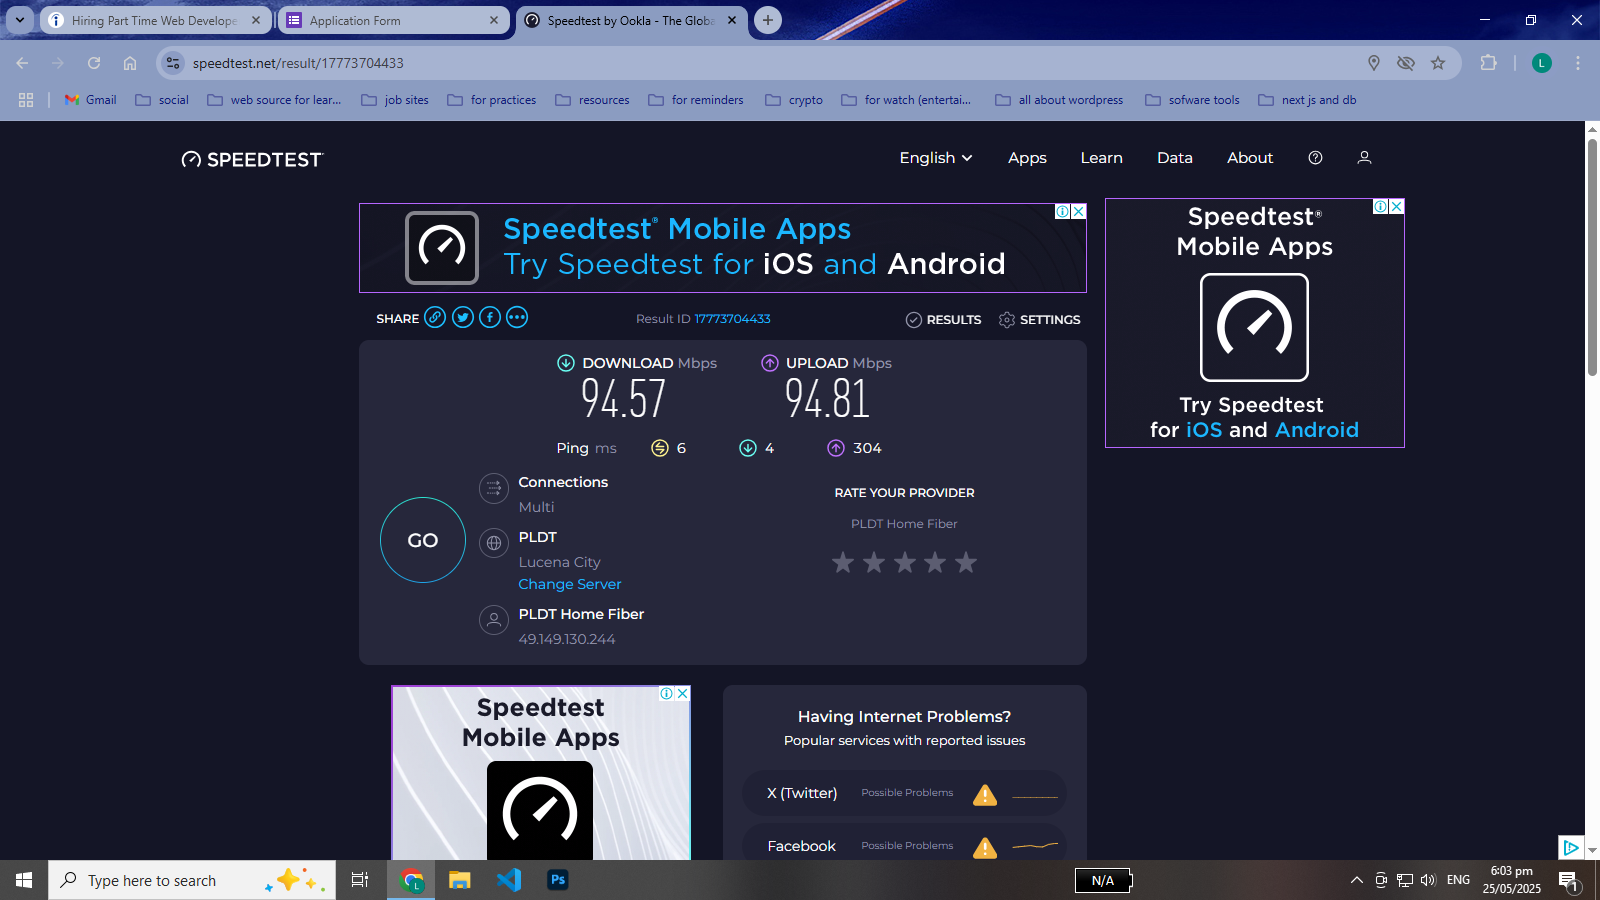 Hiring Part Time Web Develope
Application Form
Speedtest by Ookla - The Globa
speedtest.net/result/17773704433
L
Gmail
social
web source for lear...
job sites
for practices
resources
for reminders
crypto
for watch (entertai...
all about wordpress
sofware tools
next js and db
SPEEDTEST
English
Apps
Learn
Data
About
Speedtest® Mobile Apps
Try Speedtest for iOS and Android
Speedtest®
Mobile Apps
Try Speedtest
for iOS and Android
SHARE
Result ID 17773704433
RESULTS
SETTINGS
DOWNLOAD Mbps
94.57
UPLOAD Mbps
94.81
Ping ms
6
4
304
GO
Connections
Multi
PLDT
Lucena City
Change Server
PLDT Home Fiber
49.149.130.244
RATE YOUR PROVIDER
PLDT Home Fiber
Speedtest
Mobile Apps
Having Internet Problems?
Popular services with reported issues
X (Twitter)
Possible Problems
Facebook
Possible Problems
Type here to search
L
Ps
N/A
ENG
6:03 pm
25/05/2025
1